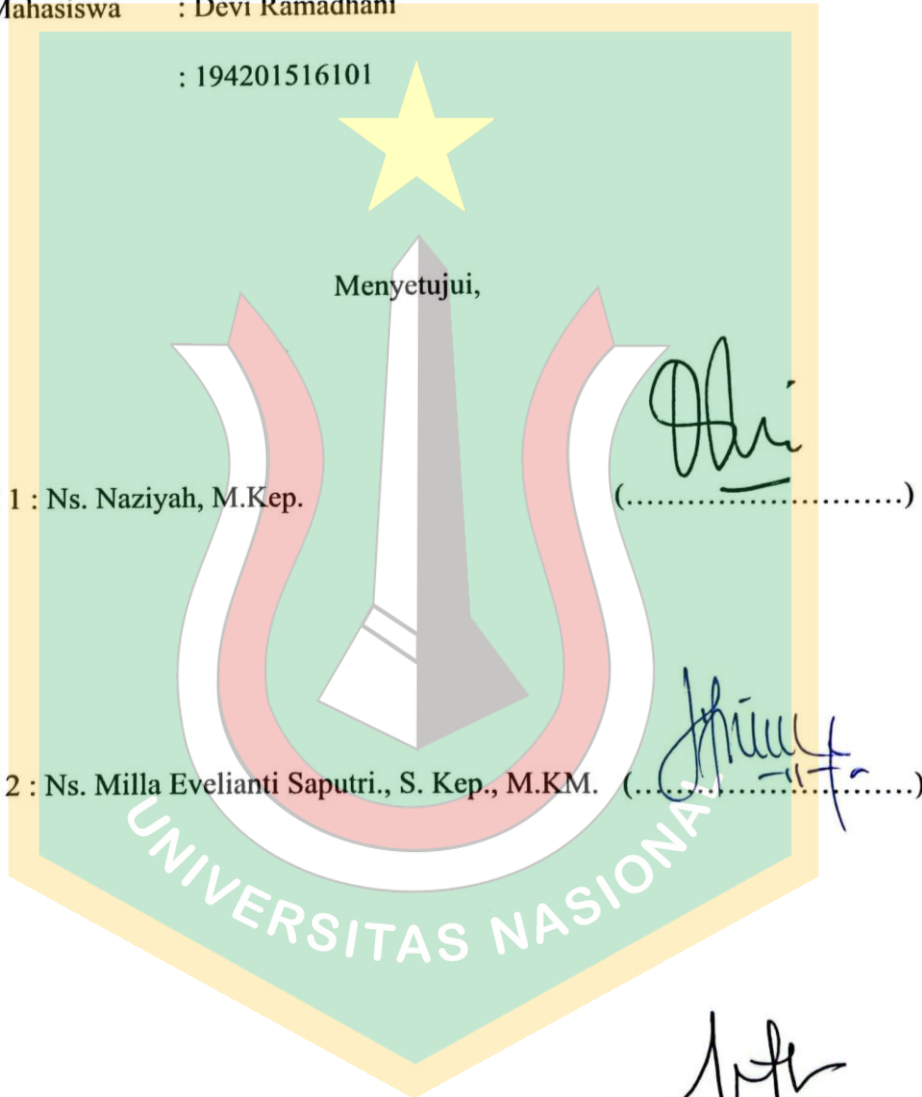 Mahasiswa : Devi Ramadhani
: 194201516101
Menyetujui,
1 : Ns. Naziyah, M.Kep. (............................)
2 : Ns. Milla Evelianti Saputri., S. Kep., M.KM. (............................)
UNIVERSITAS NASIONAL